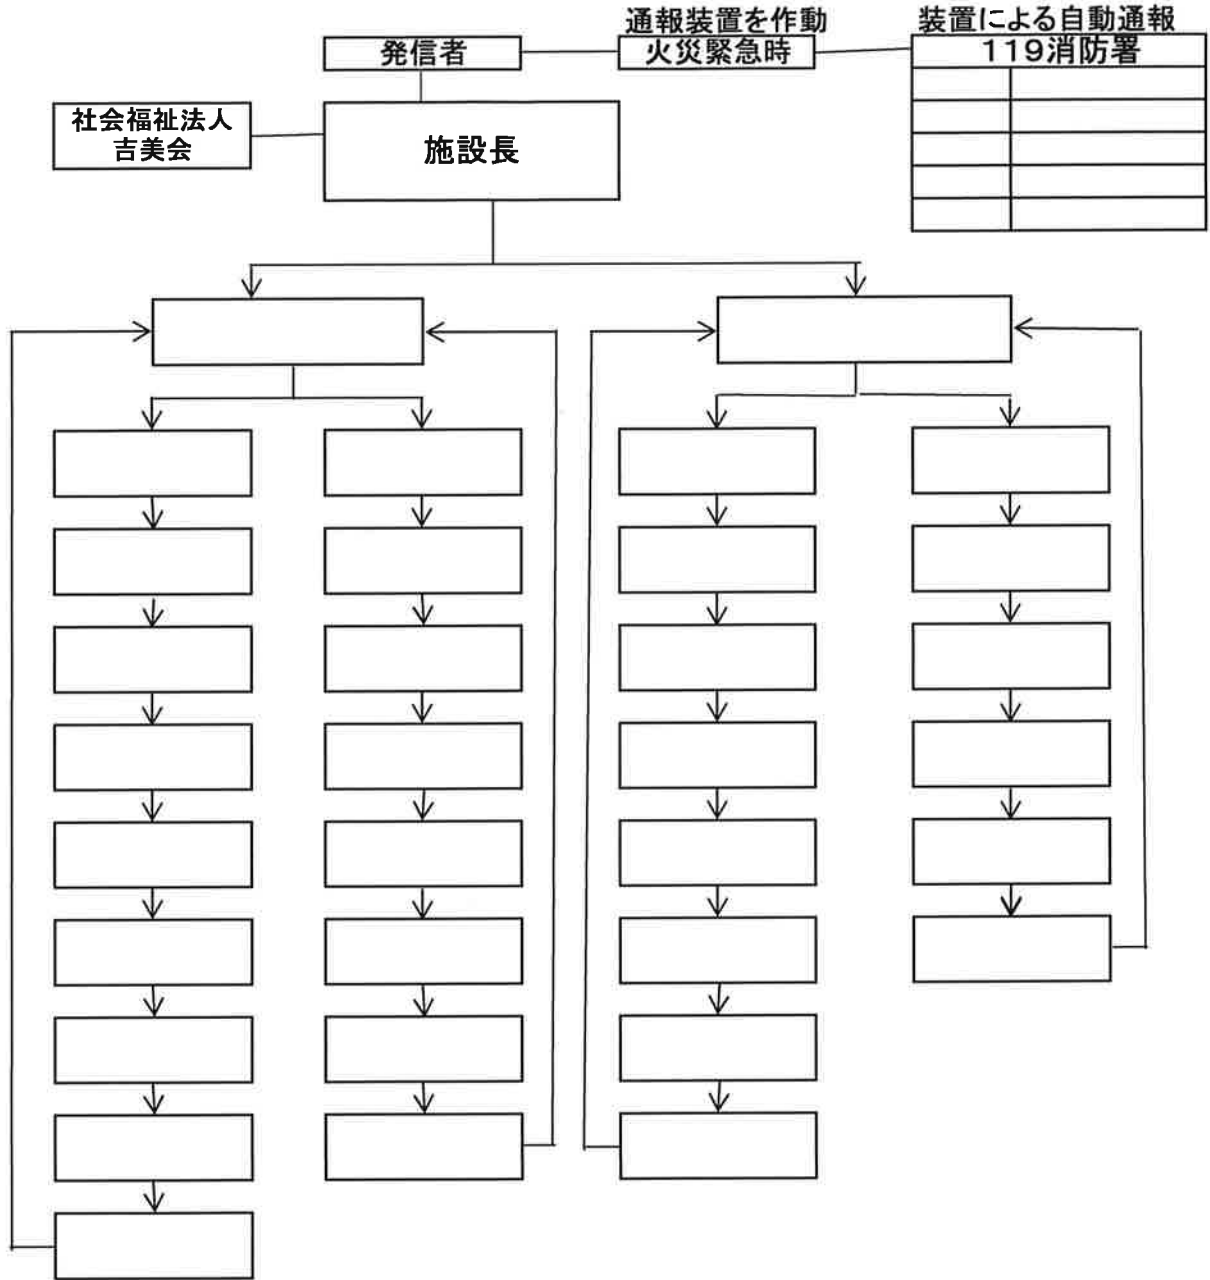 通報装置を作動
装置による自動通報
発信者
火災緊急時
119消防署
社会福祉法人
吉美会
施設長